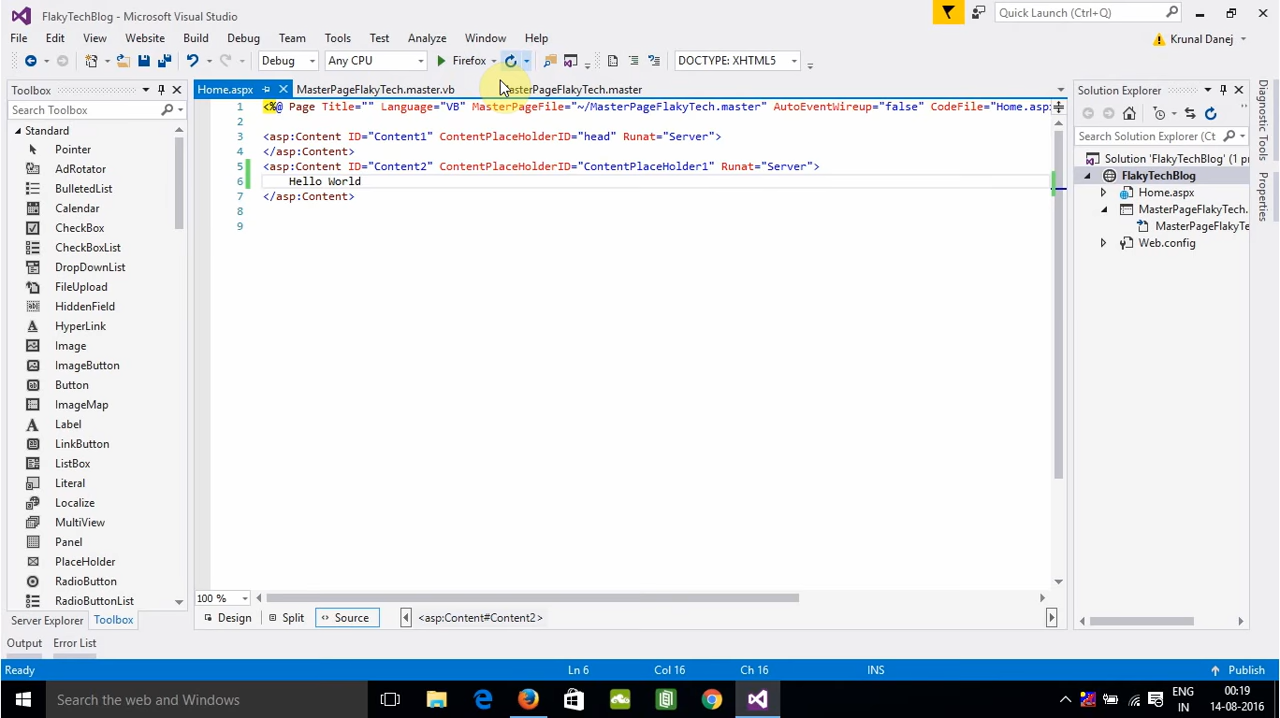 FlakyTechBlog - Microsoft Visual Studio
Quick Launch (Ctrl+Q)
File Edit View Website Build Debug Team Tools Test Analyze Window Help
Krunal Danej
Debug Any CPU Firefox DOCTYPE: XHTML5
Toolbox
Search Toolbox
Standard
Pointer
AdRotator
BulletedList
Calendar
CheckBox
CheckBoxList
DropDownList
FileUpload
HiddenField
HyperLink
Image
ImageButton
Button
ImageMap
Label
LinkButton
ListBox
Literal
Localize
MultiView
Panel
PlaceHolder
RadioButton
RadioButtonList
Server Explorer Toolbox
Output Error List
Home.aspx MasterPageFlakyTech.master.vb MasterPageFlakyTech.master
1 <%@ Page Title="" Language="VB" MasterPageFile="~/MasterPageFlakyTech.master" AutoEventWireup="false" CodeFile="Home.asp
2
3 <asp:Content ID="Content1" ContentPlaceHolderID="head" Runat="Server">
4 </asp:Content>
5 <asp:Content ID="Content2" ContentPlaceHolderID="ContentPlaceHolder1" Runat="Server">
6 Hello World
7 </asp:Content>
8
9
100 %
Design Split Source <asp:Content#Content2>
Solution Explorer
Search Solution Explorer (Ctrl+
Solution 'FlakyTechBlog' (1 pr
FlakyTechBlog
Home.aspx
MasterPageFlakyTech.
MasterPageFlakyTe
Web.config
Diagnostic Tools
Properties
Ready Ln 6 Col 16 Ch 16 INS Publish
Search the web and Windows
ENG
IN
00:19
14-08-2016